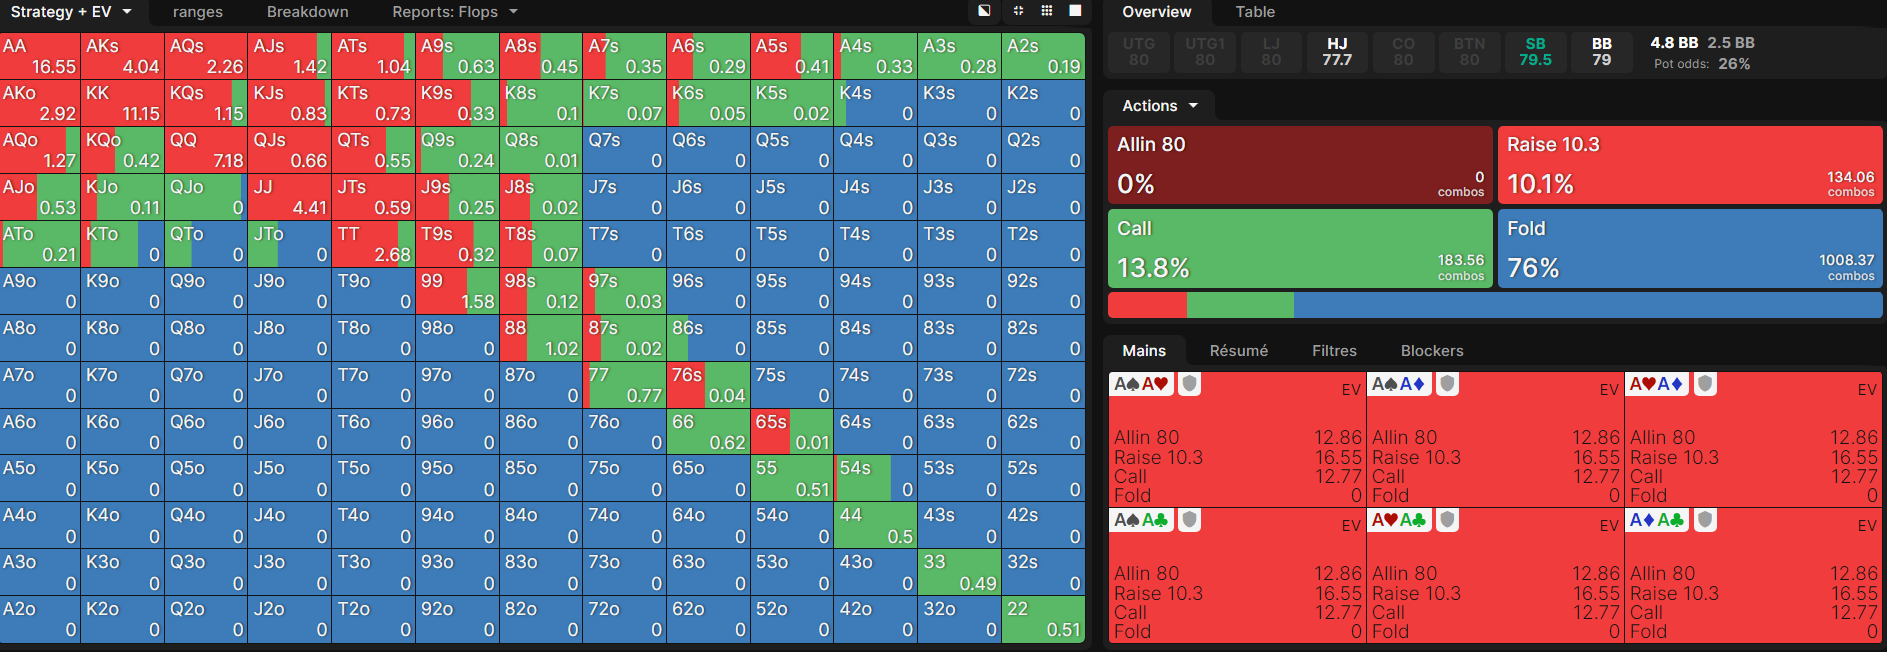 Strategy + EV ranges Breakdown Reports: Flops
AA AKs AQs AJs ATs A9s A8s A7s A6s A5s A4s A3s A2s
16.55 4.04 2.26 1.42 1.04 0.63 0.45 0.35 0.29 0.41 0.33 0.28 0.19
AKo KK KQs KJs KTs K9s K8s K7s K6s K5s K4s K3s K2s
2.92 11.15 1.15 0.83 0.73 0.33 0.1 0.07 0.05 0.02 0 0 0
AQo KQo QQ QJs QTs Q9s Q8s Q7s Q6s Q5s Q4s Q3s Q2s
1.27 0.42 7.18 0.66 0.55 0.24 0.01 0 0 0 0 0 0
AJo KJo QJo JJ JTs J9s J8s J7s J6s J5s J4s J3s J2s
0.53 0.11 0 4.41 0.59 0.25 0.02 0 0 0 0 0 0
ATo KTo QTo JTo TT T9s T8s T7s T6s T5s T4s T3s T2s
0.21 0 0 0 2.68 0.32 0.07 0 0 0 0 0 0
A9o K9o Q9o J9o T9o 99 98s 97s 96s 95s 94s 93s 92s
0 0 0 0 0 1.58 0.12 0.03 0 0 0 0 0
A8o K8o Q8o J8o T8o 98o 88 87s 86s 85s 84s 83s 82s
0 0 0 0 0 0 1.02 0.02 0 0 0 0 0
A7o K7o Q7o J7o T7o 97o 87o 77 76s 75s 74s 73s 72s
0 0 0 0 0 0 0 0.77 0.04 0 0 0 0
A6o K6o Q6o J6o T6o 96o 86o 76o 66 65s 64s 63s 62s
0 0 0 0 0 0 0 0 0.62 0.01 0 0 0
A5o K5o Q5o J5o T5o 95o 85o 75o 65o 55 54s 53s 52s
0 0 0 0 0 0 0 0 0 0.51 0 0 0
A4o K4o Q4o J4o T4o 94o 84o 74o 64o 54o 44 43s 42s
0 0 0 0 0 0 0 0 0 0 0.5 0 0
A3o K3o Q3o J3o T3o 93o 83o 73o 63o 53o 43o 33 32s
0 0 0 0 0 0 0 0 0 0 0 0.49 0
A2o K2o Q2o J2o T2o 92o 82o 72o 62o 52o 42o 32o 22
0 0 0 0 0 0 0 0 0 0 0 0 0.51
Overview Table
UTG UTG1 LJ HJ CO BTN SB BB 4.8 BB 2.5 BB
80 80 80 77.7 80 80 79.5 79 Pot odds: 26%
Actions
Allin 80 Raise 10.3
0% 0 combos 10.1% 134.06 combos
Call Fold
13.8% 183.56 combos 76% 1008.37 combos
Mains Résumé Filtres Blockers
A♠A♥ EV A♠A♦ EV A♥A♦ EV
Allin 80 12.86 Allin 80 12.86 Allin 80 12.86
Raise 10.3 16.55 Raise 10.3 16.55 Raise 10.3 16.55
Call 12.77 Call 12.77 Call 12.77
Fold 0 Fold 0 Fold 0
A♠A♣ EV A♥A♣ EV A♦A♣ EV
Allin 80 12.86 Allin 80 12.86 Allin 80 12.86
Raise 10.3 16.55 Raise 10.3 16.55 Raise 10.3 16.55
Call 12.77 Call 12.77 Call 12.77
Fold 0 Fold 0 Fold 0